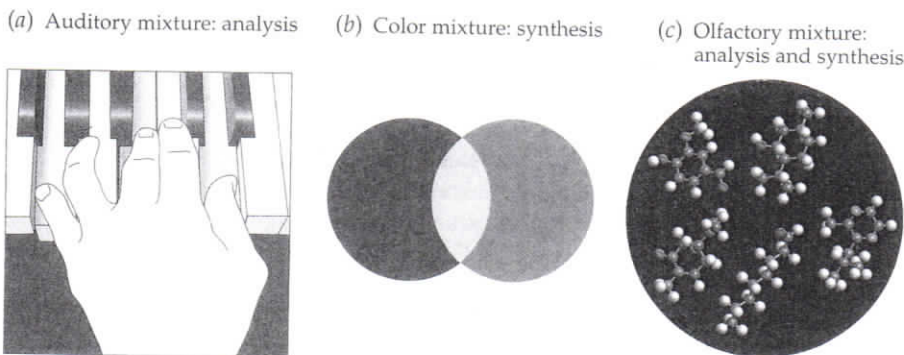 (a) Auditory mixture: analysis
(b) Color mixture: synthesis
(c) Olfactory mixture:
analysis and synthesis